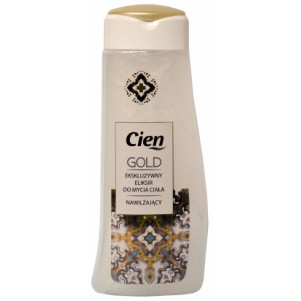 Cien
GOLD
EKSKLUZYWNY
ELIKSIR
DO MYCIA CIAŁA
NAWILŻAJĄCY